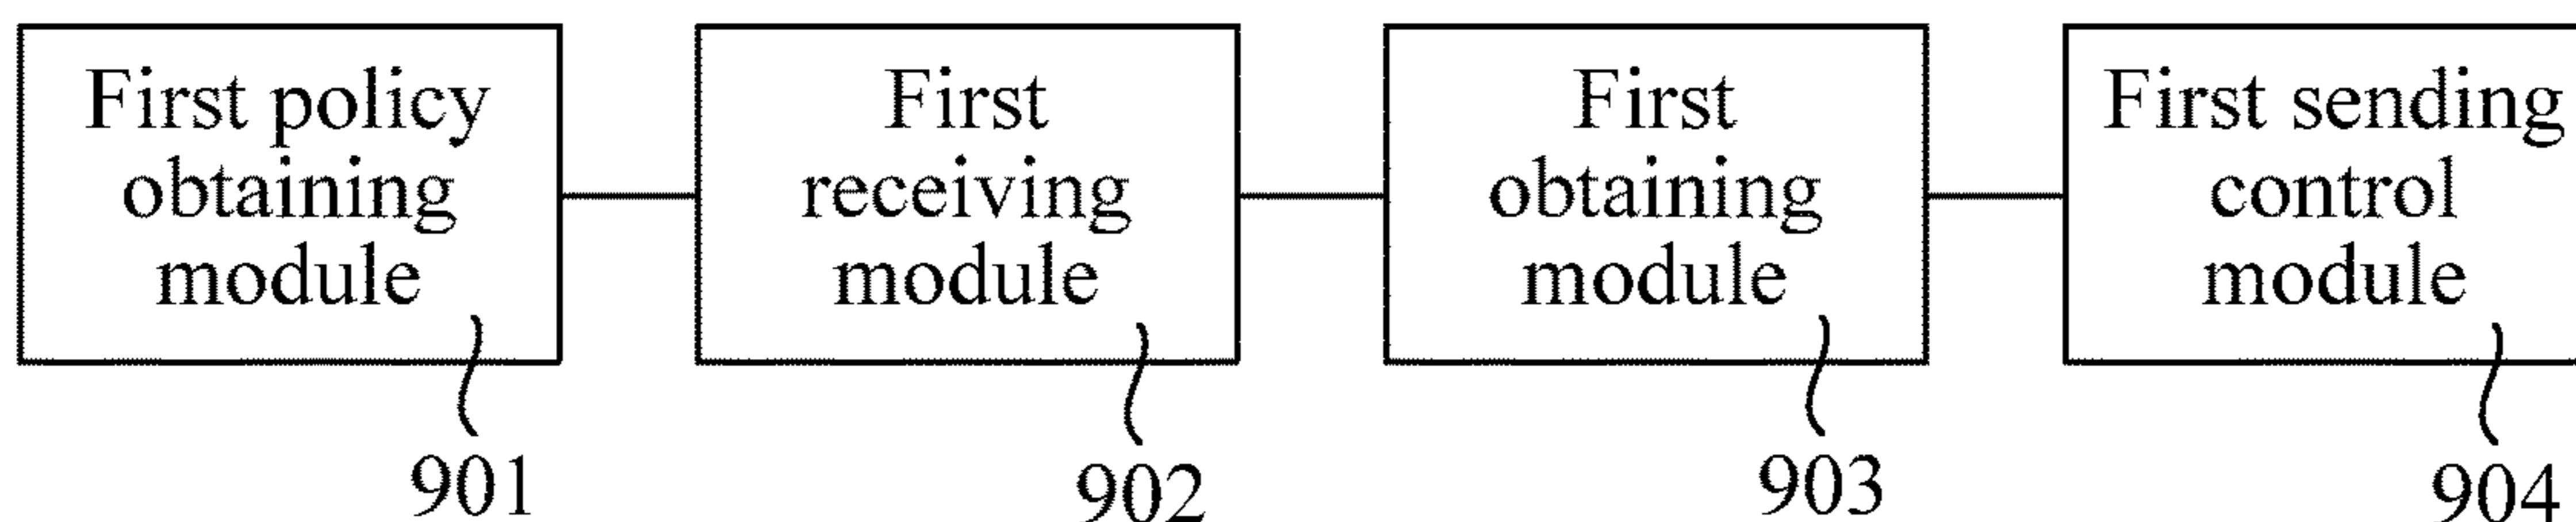 First policy
obtaining
module
901
First
receiving
module
902
First
obtaining
module
903
First sending
control
module
904